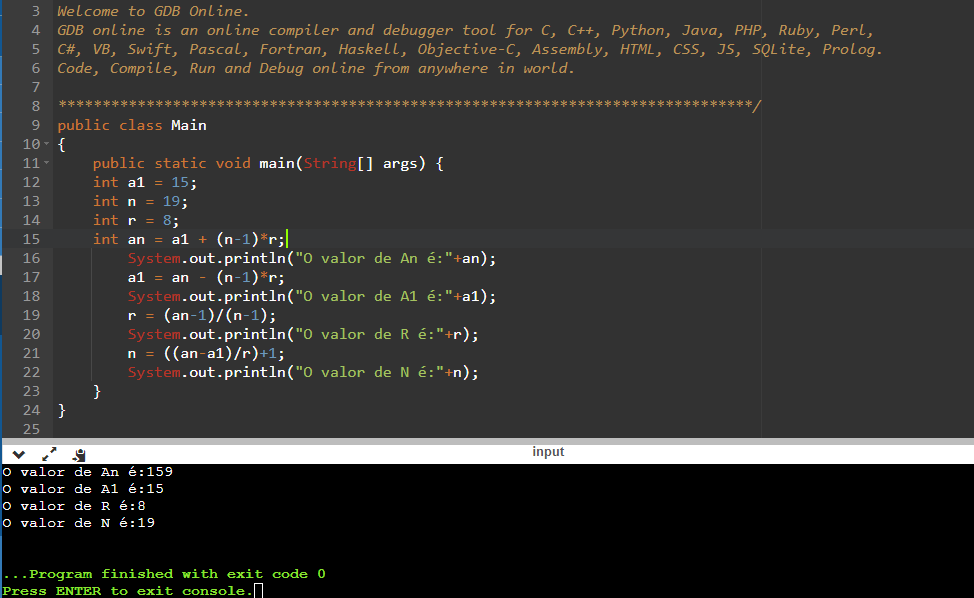 3 Welcome to GDB Online.
4 GDB online is an online compiler and debugger tool for C, C++, Python, Java, PHP, Ruby, Perl,
5 C#, VB, Swift, Pascal, Fortran, Haskell, Objective-C, Assembly, HTML, CSS, JS, SQLite, Prolog.
6 Code, Compile, Run and Debug online from anywhere in world.
7
8 *******************************************************************************/
9 public class Main
10 {
11 public static void main(String[] args) {
12 int a1 = 15;
13 int n = 19;
14 int r = 8;
15 int an = a1 + (n-1)*r;
16 System.out.println("O valor de An é:"+an);
17 a1 = an - (n-1)*r;
18 System.out.println("O valor de A1 é:"+a1);
19 r = (an-1)/(n-1);
20 System.out.println("O valor de R é:"+r);
21 n = ((an-a1)/r)+1;
22 System.out.println("O valor de N é:"+n);
23 }
24 }
25
input
O valor de An é:159
O valor de A1 é:15
O valor de R é:8
O valor de N é:19
...Program finished with exit code 0
Press ENTER to exit console.